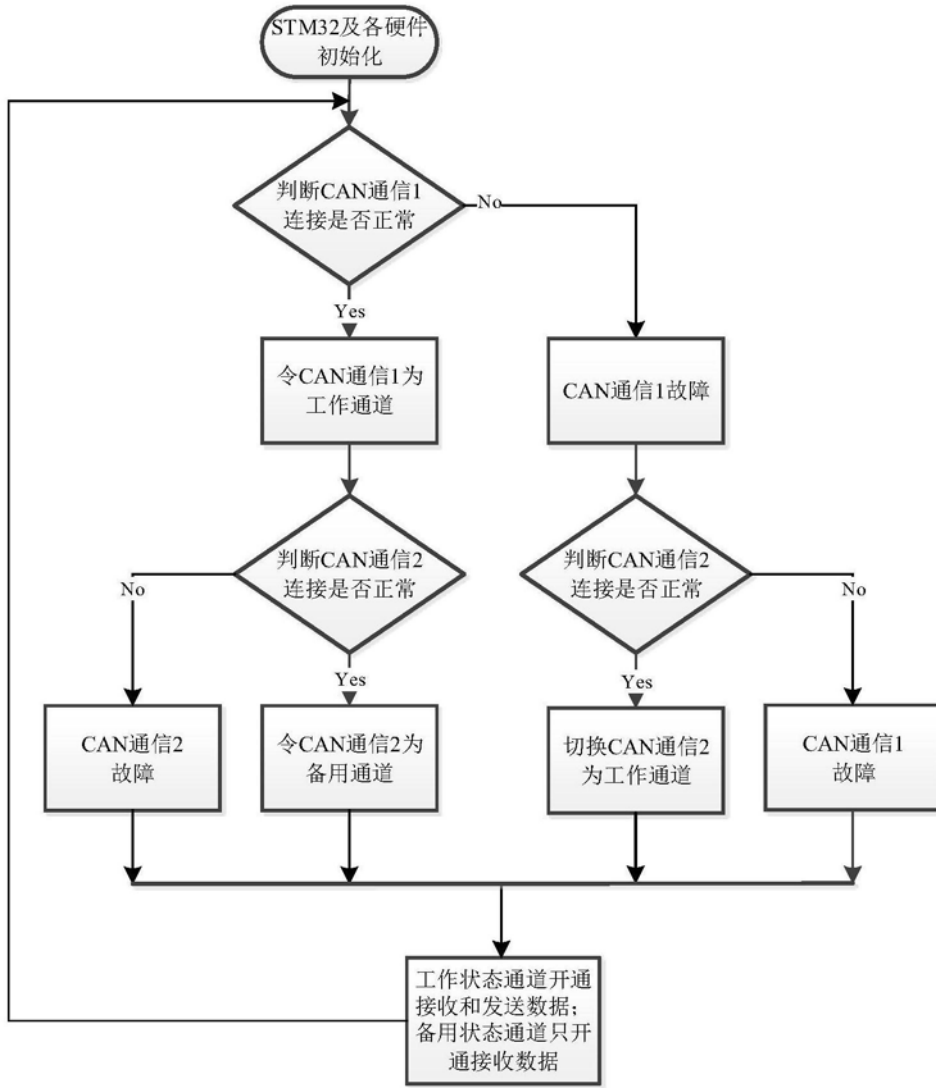 STM32及各硬件
初始化
判断CAN通信1
连接是否正常
No
Yes
令CAN通信1为
工作通道
CAN通信1故障
判断CAN通信2
连接是否正常
判断CAN通信2
连接是否正常
No
No
Yes
Yes
CAN通信2
故障
令CAN通信2为
备用通道
切换CAN通信2
为工作通道
CAN通信1
故障
工作状态通道开通
接收和发送数据；
备用状态通道只开
通接收数据